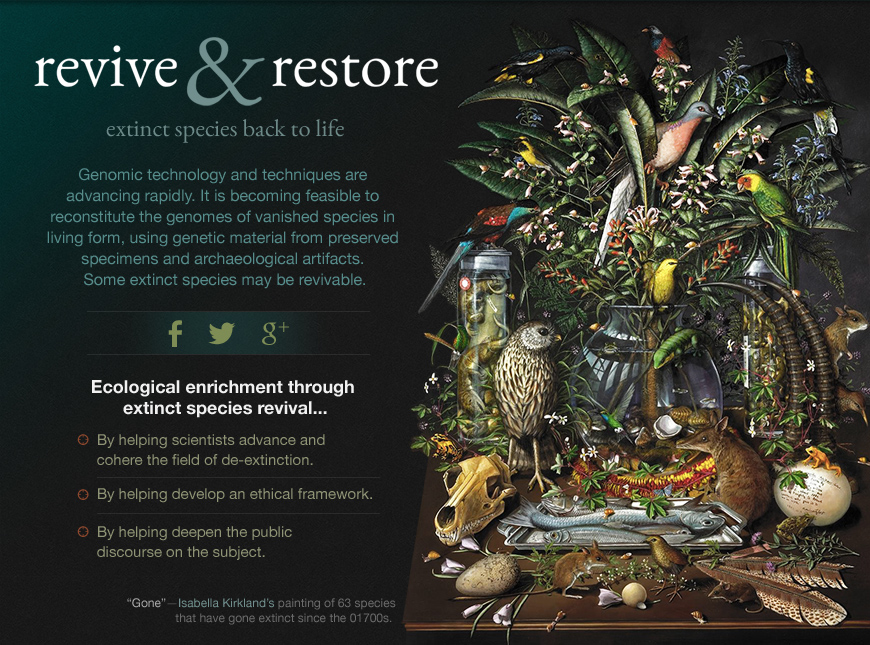 revive & restore
extinct species back to life
Genomic technology and techniques are
advancing rapidly. It is becoming feasible to
reconstitute the genomes of vanished species in
living form, using genetic material from preserved
specimens and archaeological artifacts.
Some extinct species may be revivable.
f g+
Ecological enrichment through
extinct species revival...
By helping scientists advance and
cohere the field of de-extinction.
By helping develop an ethical framework.
By helping deepen the public
discourse on the subject.
“Gone”—Isabella Kirkland's painting of 63 species
that have gone extinct since the 01700s.